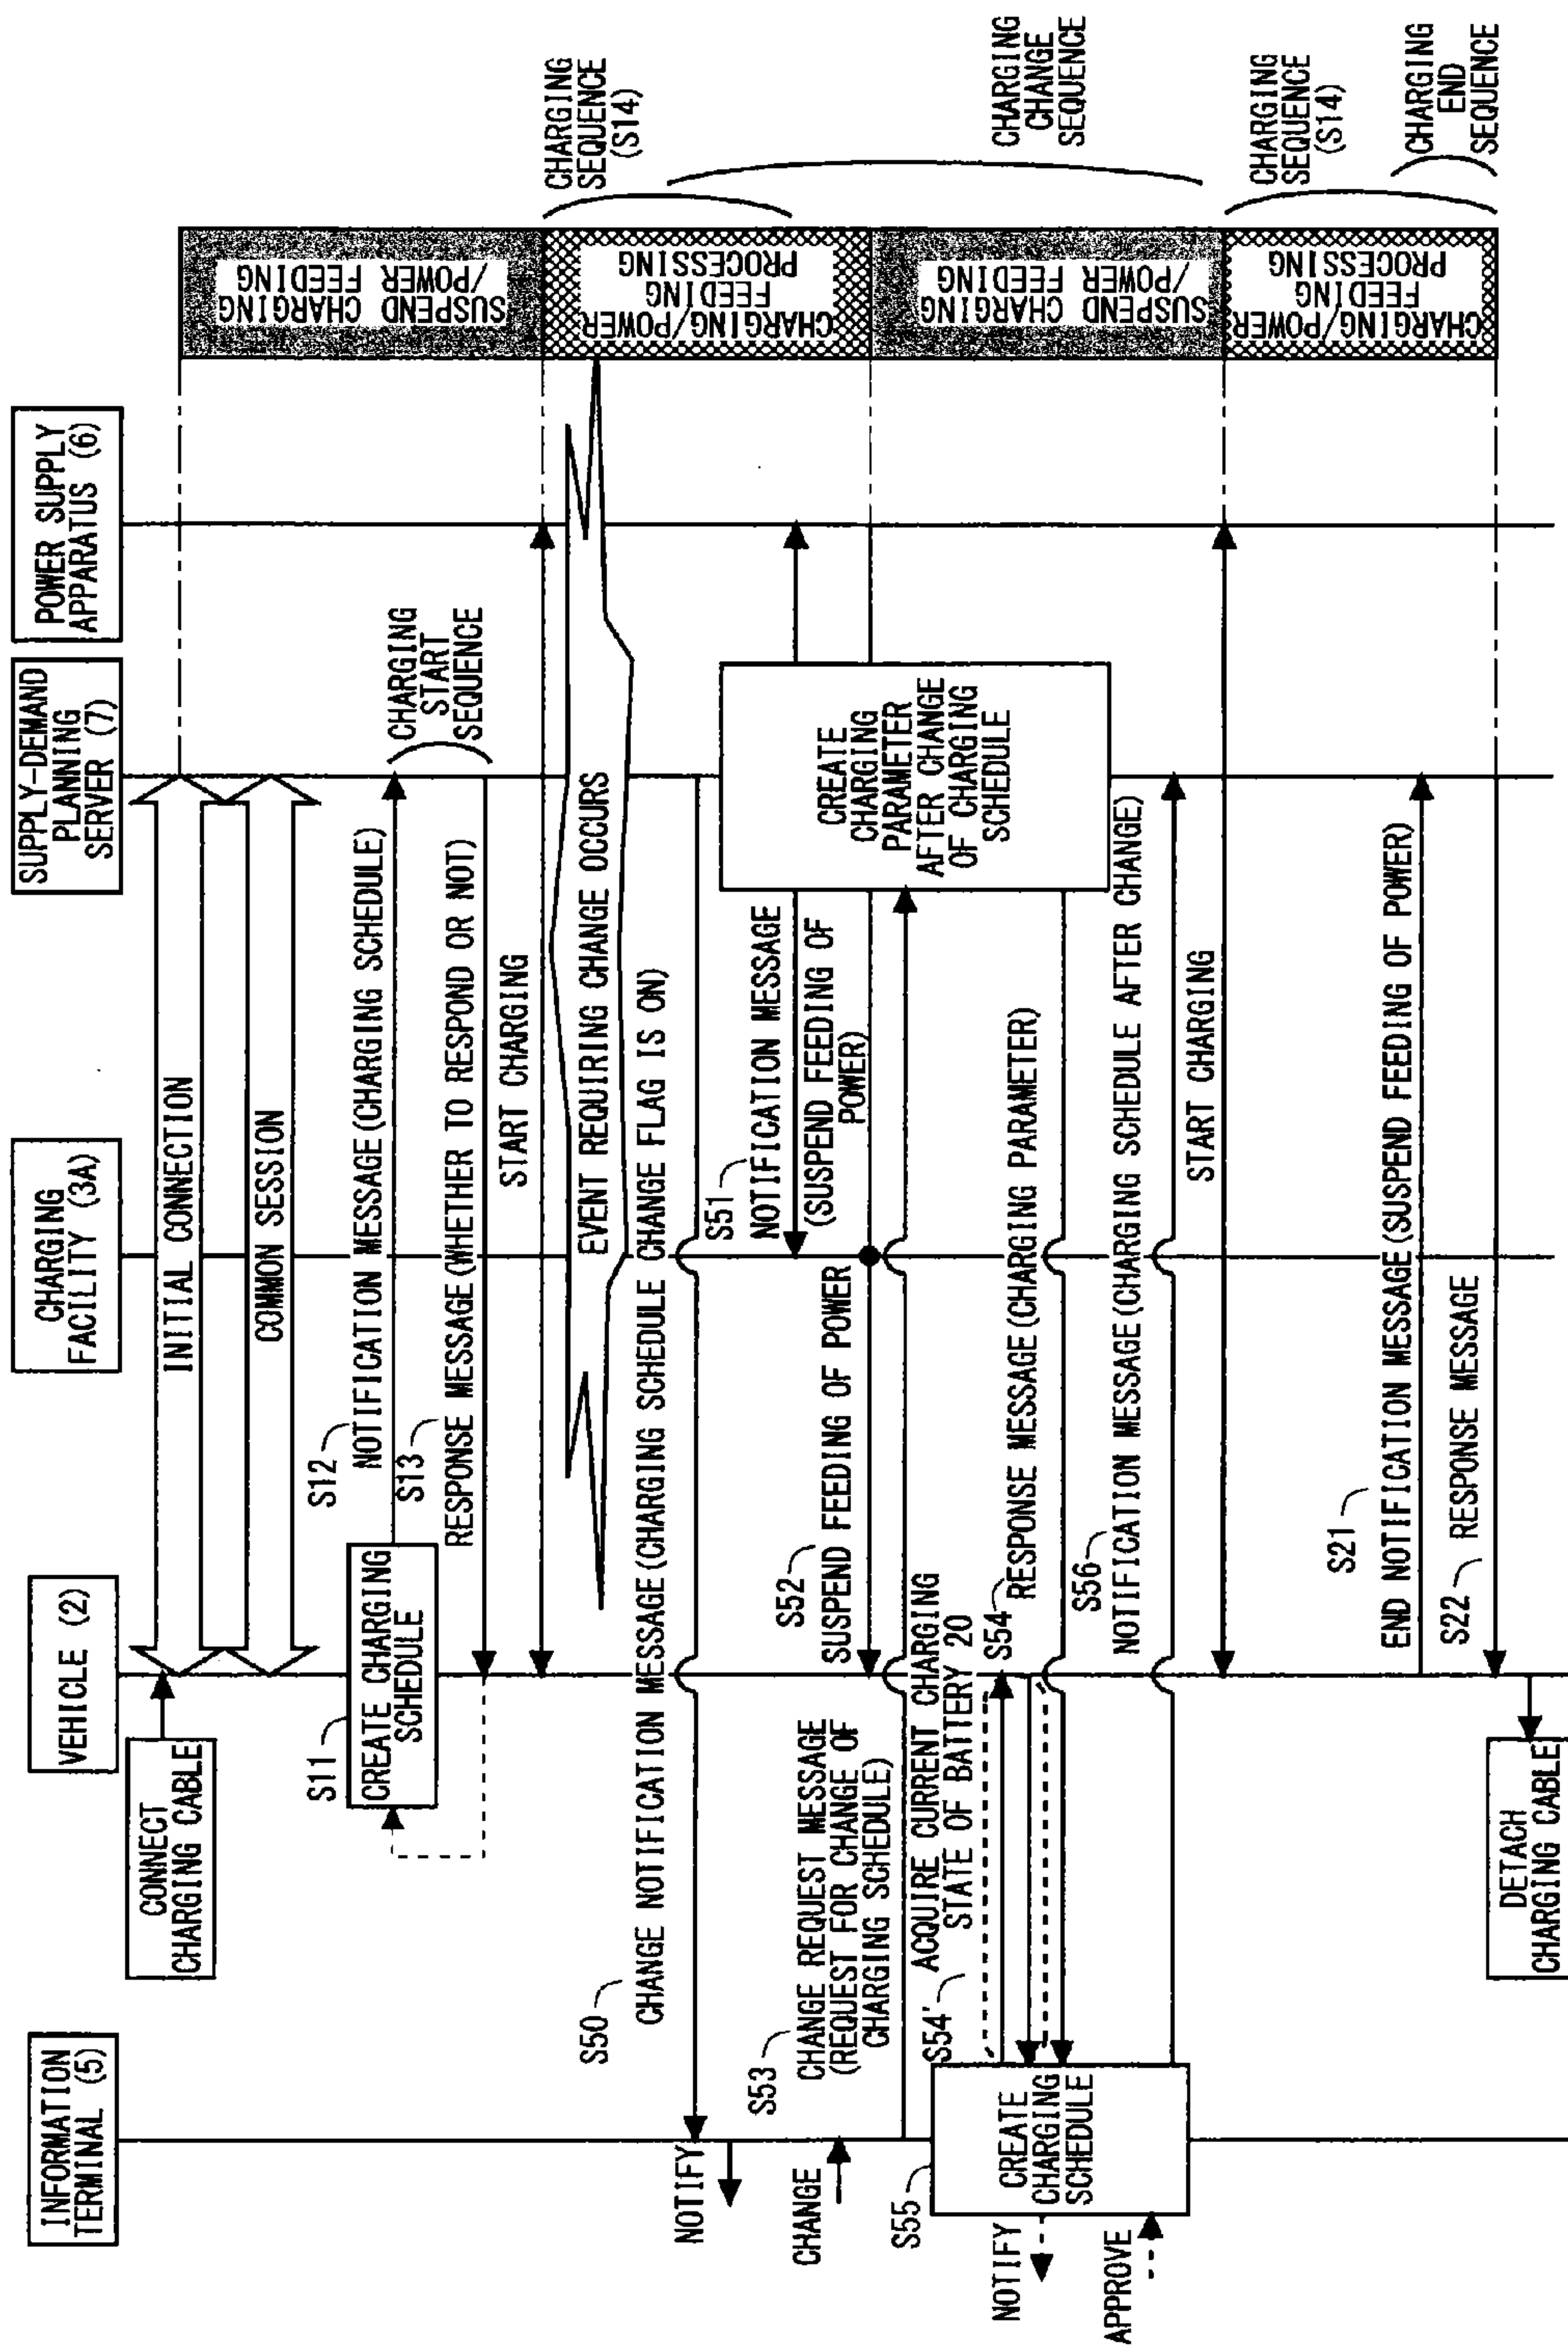 INFORMATION
TERMINAL (5)
VEHICLE (2)
CHARGING
FACILITY (3A)
SUPPLY-DEMAND
PLANNING
SERVER (7)
POWER SUPPLY
APPARATUS (6)
CONNECT
CHARGING CABLE
INITIAL CONNECTION
COMMON SESSION
S11
CREATE CHARGING
SCHEDULE
S12
NOTIFICATION MESSAGE(CHARGING SCHEDULE)
S13
RESPONSE MESSAGE(WHETHER TO RESPOND OR NOT)
CHARGING
START
SEQUENCE
START CHARGING
SUSPEND CHARGING
/POWER FEEDING
EVENT REQUIRING CHANGE OCCURS
CHARGING/POWER
FEEDING
PROCESSING
CHARGING
SEQUENCE
(S14)
S50
CHANGE NOTIFICATION MESSAGE(CHARGING SCHEDULE CHANGE FLAG IS ON)
NOTIFY
S51
NOTIFICATION MESSAGE
(SUSPEND FEEDING OF
POWER)
CREATE
CHARGING
PARAMETER
AFTER CHANGE
OF CHARGING
SCHEDULE
S52
SUSPEND FEEDING OF POWER
S53
CHANGE REQUEST MESSAGE
(REQUEST FOR CHANGE OF
CHARGING SCHEDULE)
CHANGE
S54'
ACQUIRE CURRENT CHARGING
STATE OF BATTERY 20
S54
RESPONSE MESSAGE(CHARGING PARAMETER)
S55
CREATE
CHARGING
SCHEDULE
NOTIFY
APPROVE
S56
NOTIFICATION MESSAGE(CHARGING SCHEDULE AFTER CHANGE)
SUSPEND CHARGING
/POWER FEEDING
CHARGING
CHANGE
SEQUENCE
START CHARGING
CHARGING/POWER
FEEDING
PROCESSING
CHARGING
SEQUENCE
(S14)
S21
END NOTIFICATION MESSAGE(SUSPEND FEEDING OF POWER)
S22
RESPONSE MESSAGE
CHARGING
END
SEQUENCE
DETACH
CHARGING CABLE